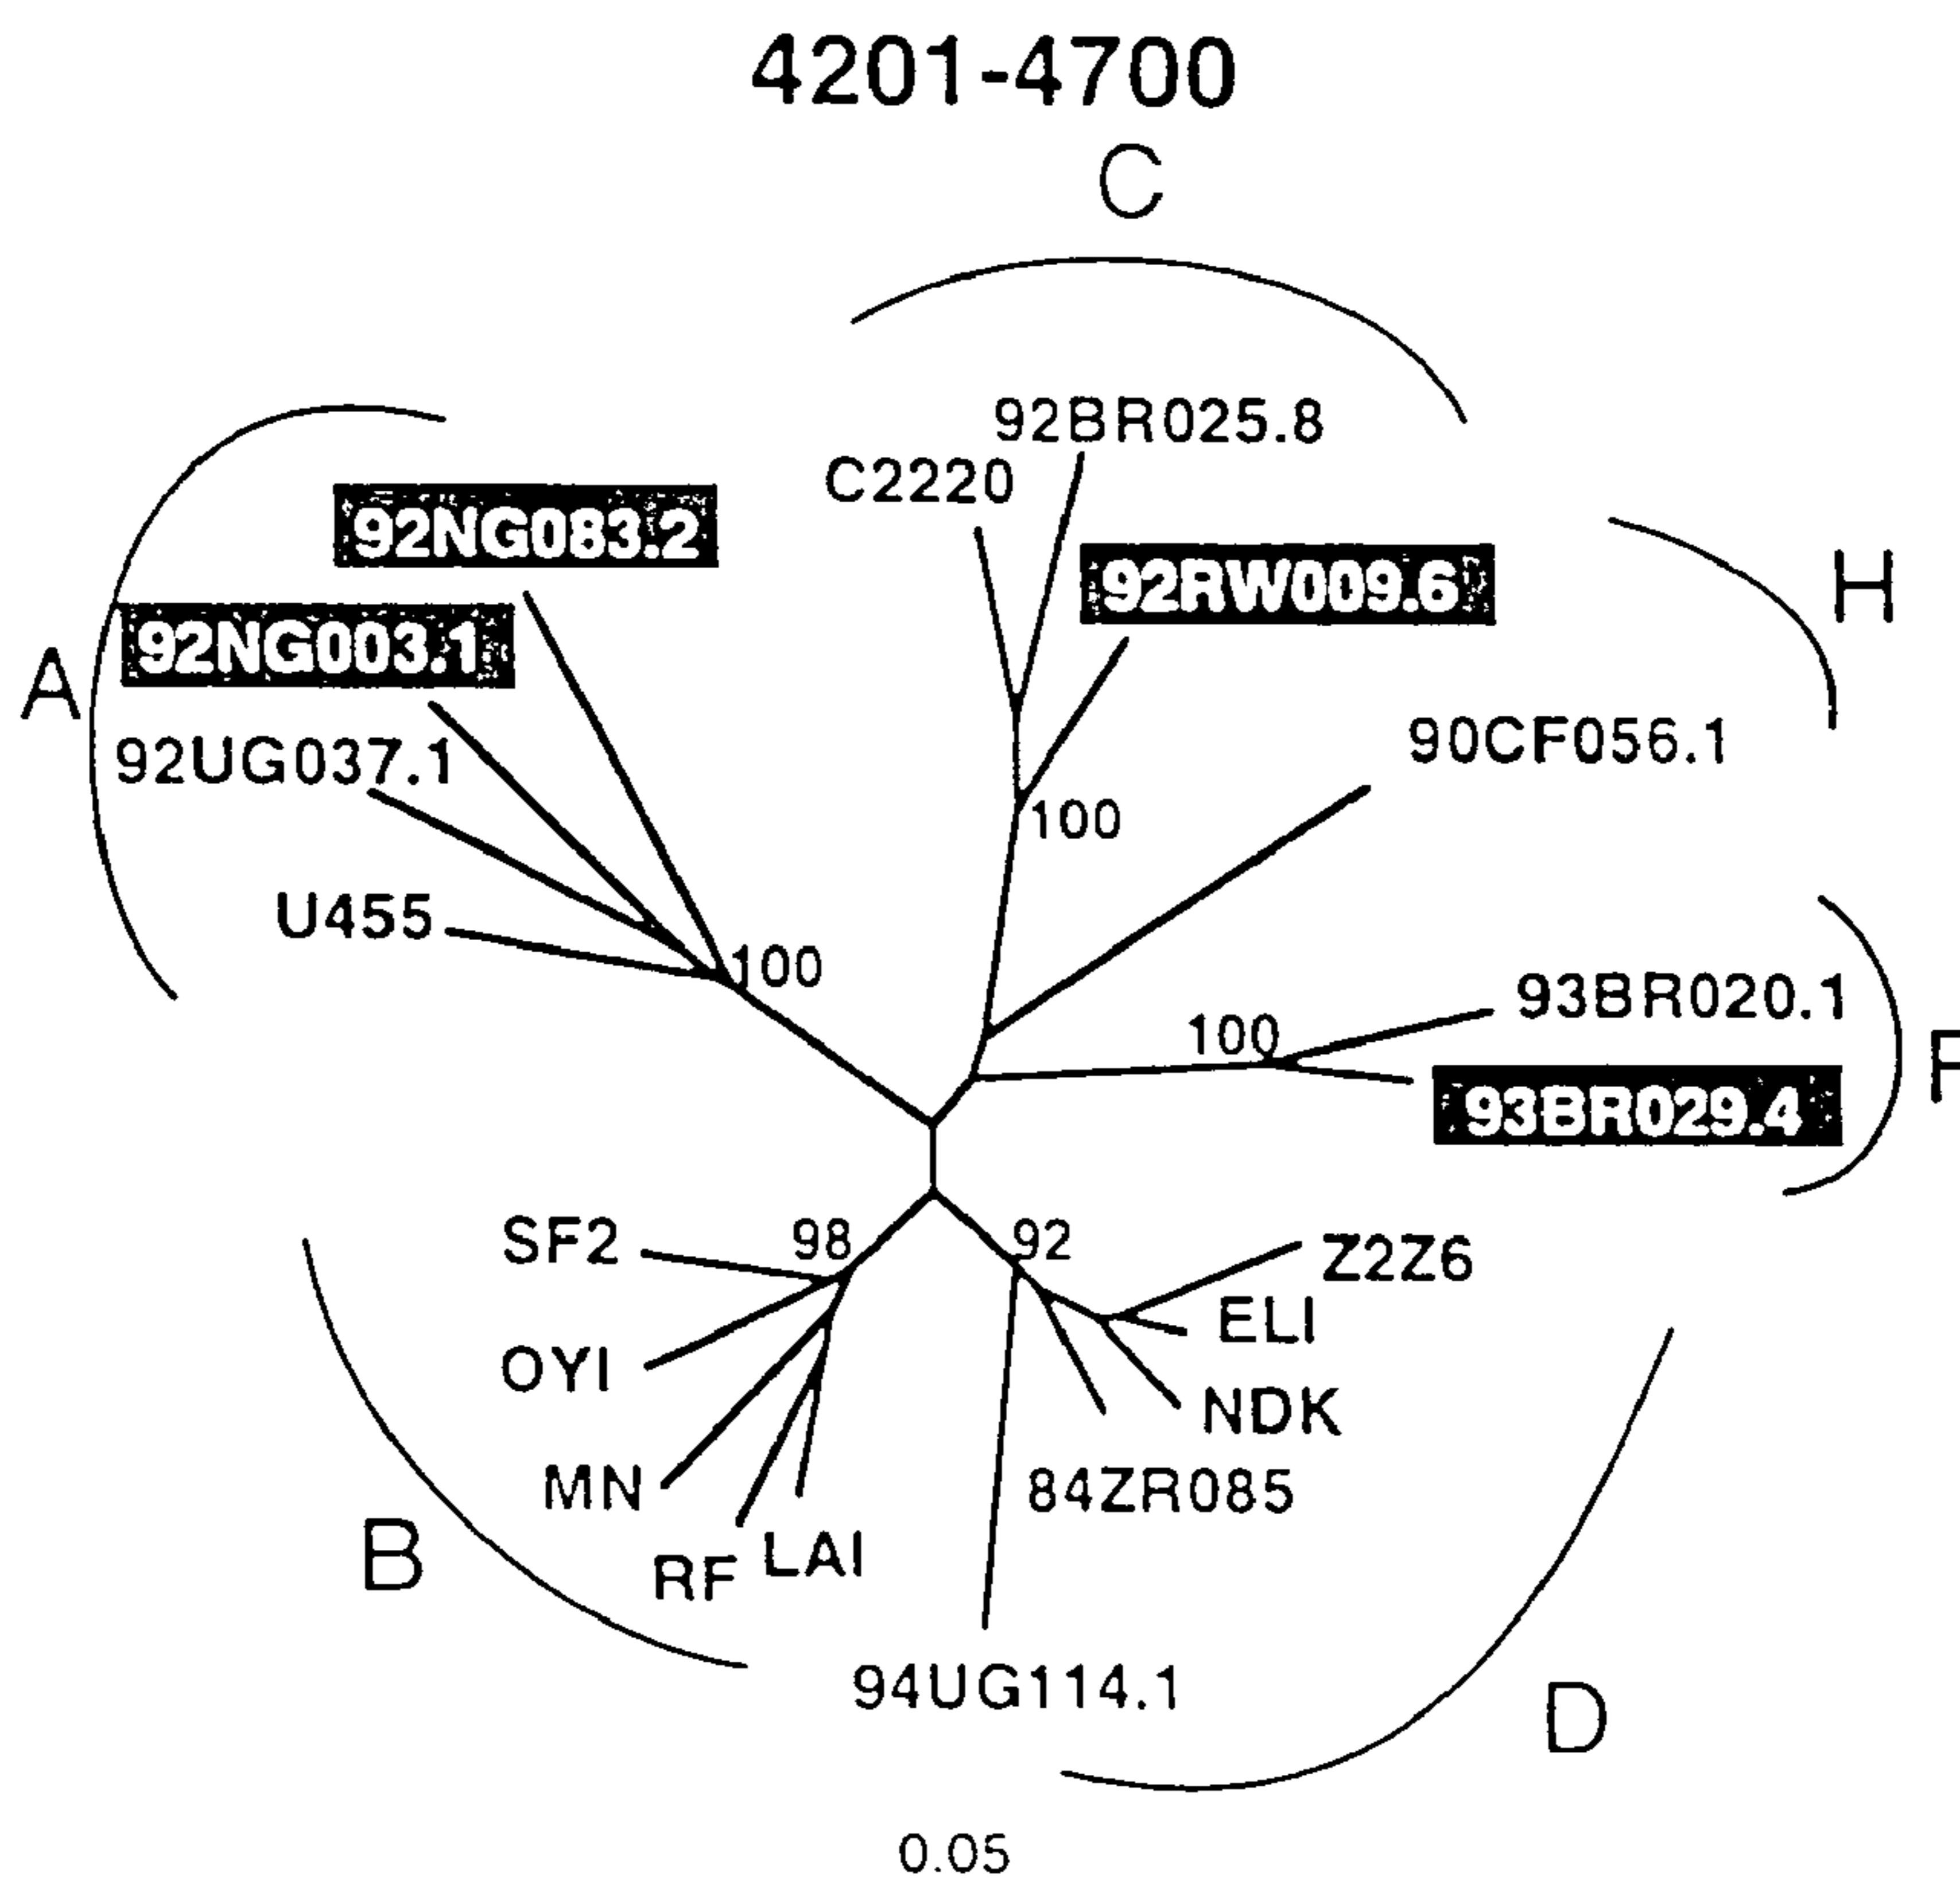 4201-4700
C
92BR025.8
C2220
92NG083.2
92RW009.6
H
92NG003.1
A
92UG037.1
90CF056.1
100
U455
100
93BR020.1
100
F
93BR029.4
SF2
98
92
Z2Z6
ELI
OYI
NDK
MN
84ZR085
B
RF
LAI
94UG114.1
D
0.05